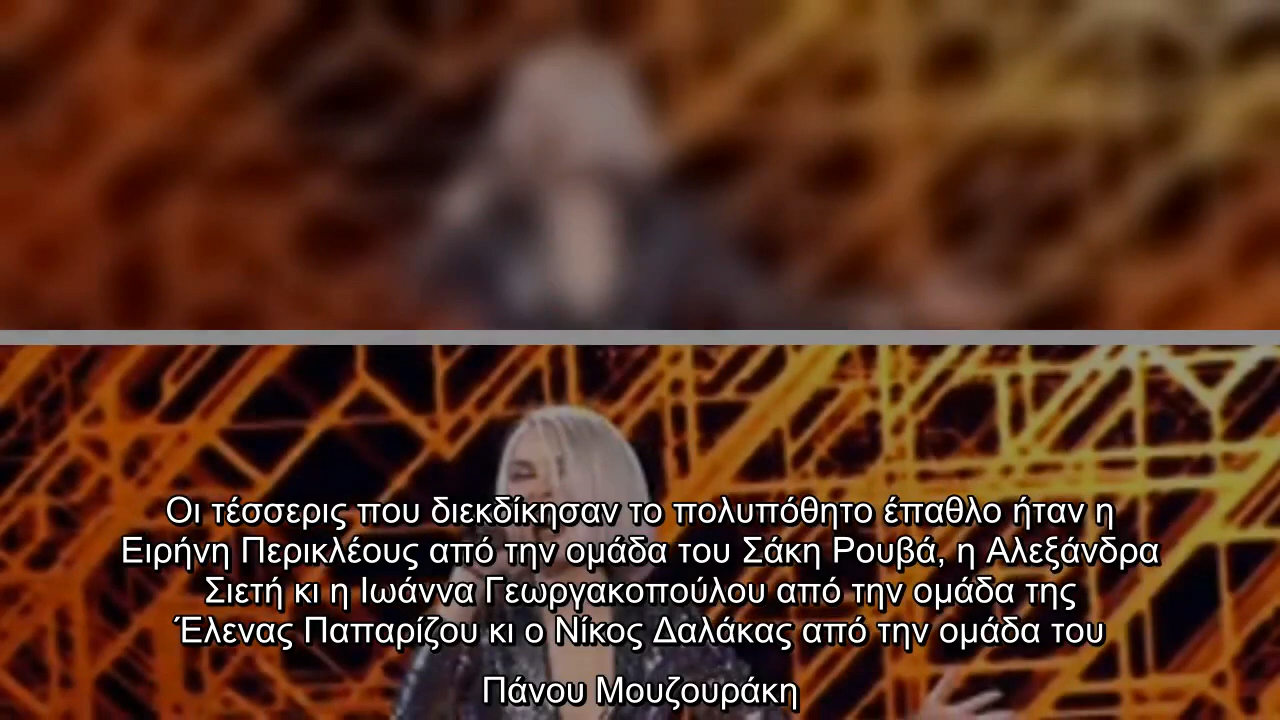 Οι τέσσερις που διεκδίκησαν το πολυπόθητο έπαθλο ήταν η
Ειρήνη Περικλέους από την ομάδα του Σάκη Ρουβά, η Αλεξάνδρα
Σιετή κι η Ιωάννα Γεωργακοπούλου από την ομάδα της
Έλενας Παπαρίζου κι ο Νίκος Δαλάκας από την ομάδα του
Πάνου Μουζουράκη